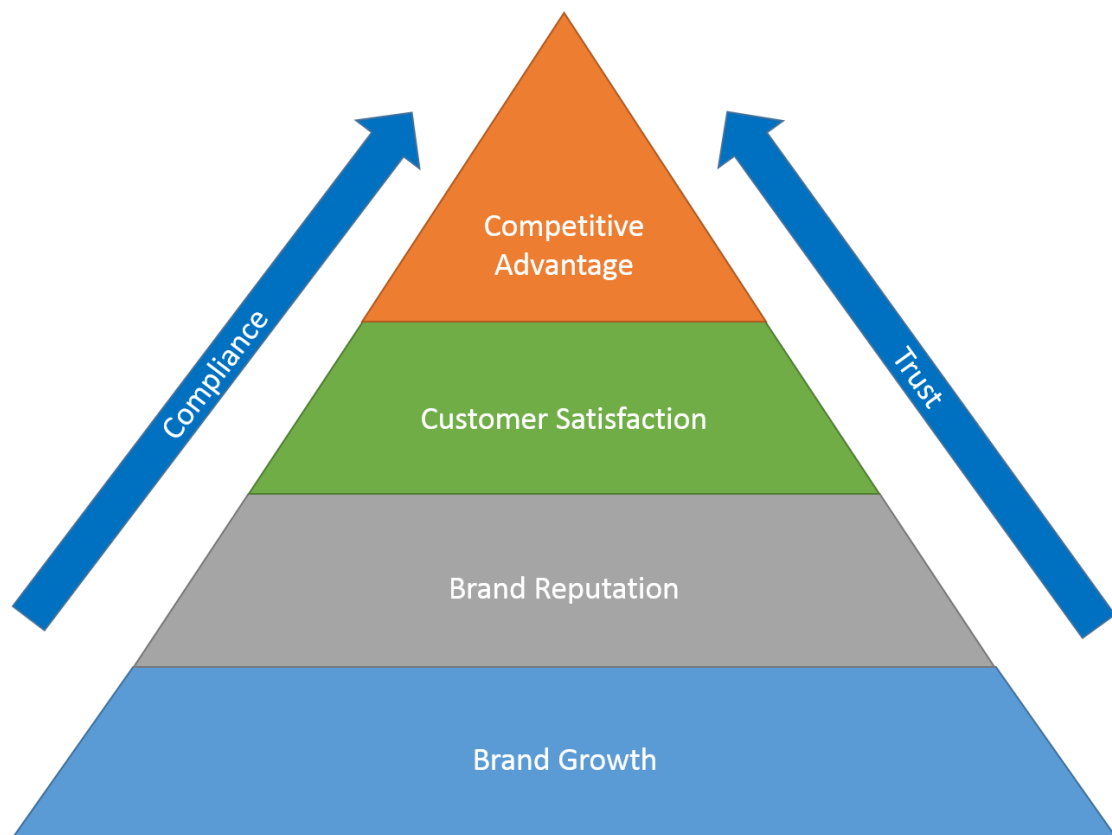 Competitive
Advantage
Compliance
Trust
Customer Satisfaction
Brand Reputation
Brand Growth